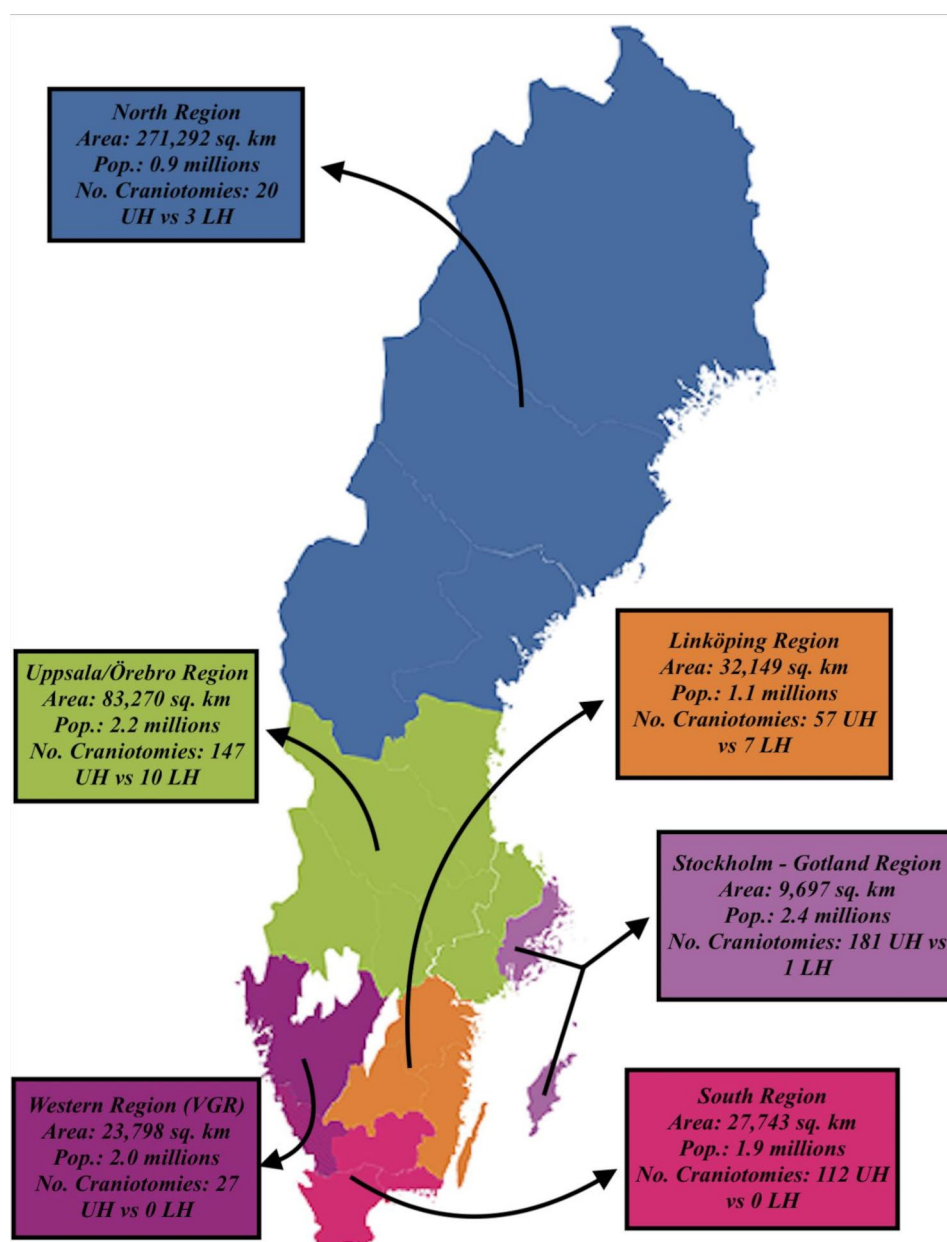 North Region
Area: 271,292 sq. km
Pop.: 0.9 millions
No. Craniotomies: 20
UH vs 3 LH
Linköping Region
Area: 32,149 sq. km
Pop.: 1.1 millions
No. Craniotomies: 57 UH
vs 7 LH
Uppsala/Örebro Region
Area: 83,270 sq. km
Pop.: 2.2 millions
No. Craniotomies: 147
UH vs 10 LH
Stockholm - Gotland Region
Area: 9,697 sq. km
Pop.: 2.4 millions
No. Craniotomies: 181 UH vs
1 LH
Western Region (VGR)
Area: 23,798 sq. km
Pop.: 2.0 millions
No. Craniotomies: 27
UH vs 0 LH
South Region
Area: 27,743 sq. km
Pop.: 1.9 millions
No. Craniotomies: 112 UH
vs 0 LH